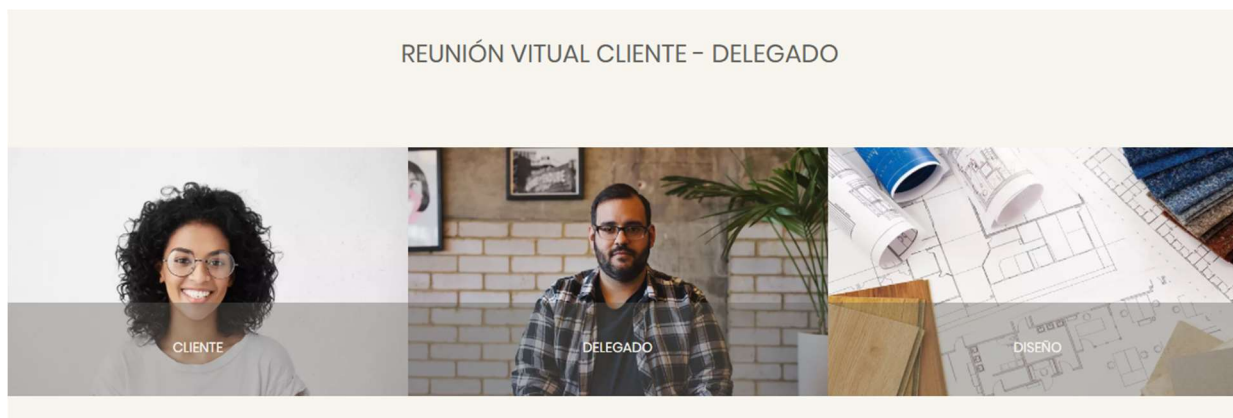 REUNIÓN VITUAL CLIENTE - DELEGADO
CLIENTE
DELEGADO
DISEÑO